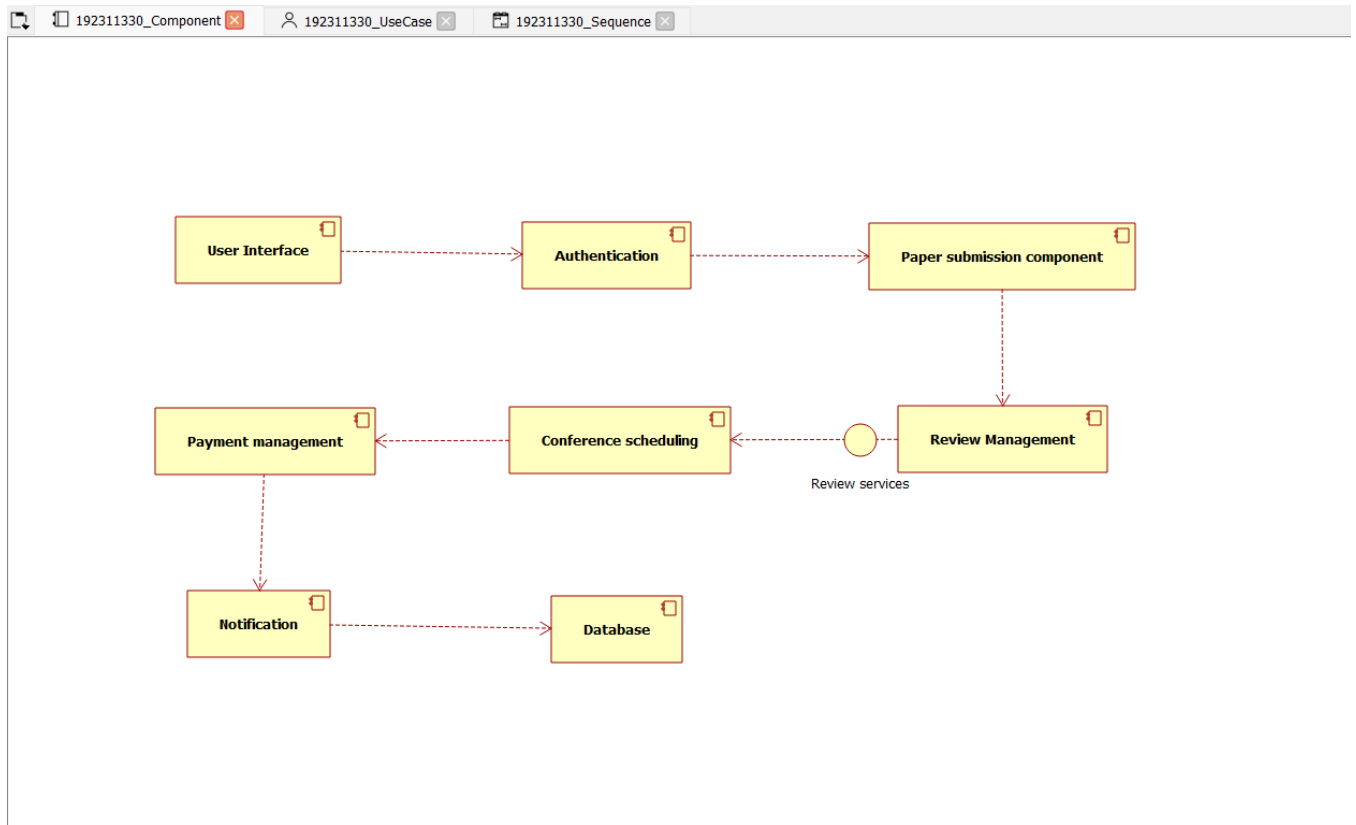 192311330_Component
192311330_UseCase
192311330_Sequence
User Interface
Authentication
Paper submission component
Payment management
Conference scheduling
Review Management
Review services
Notification
Database